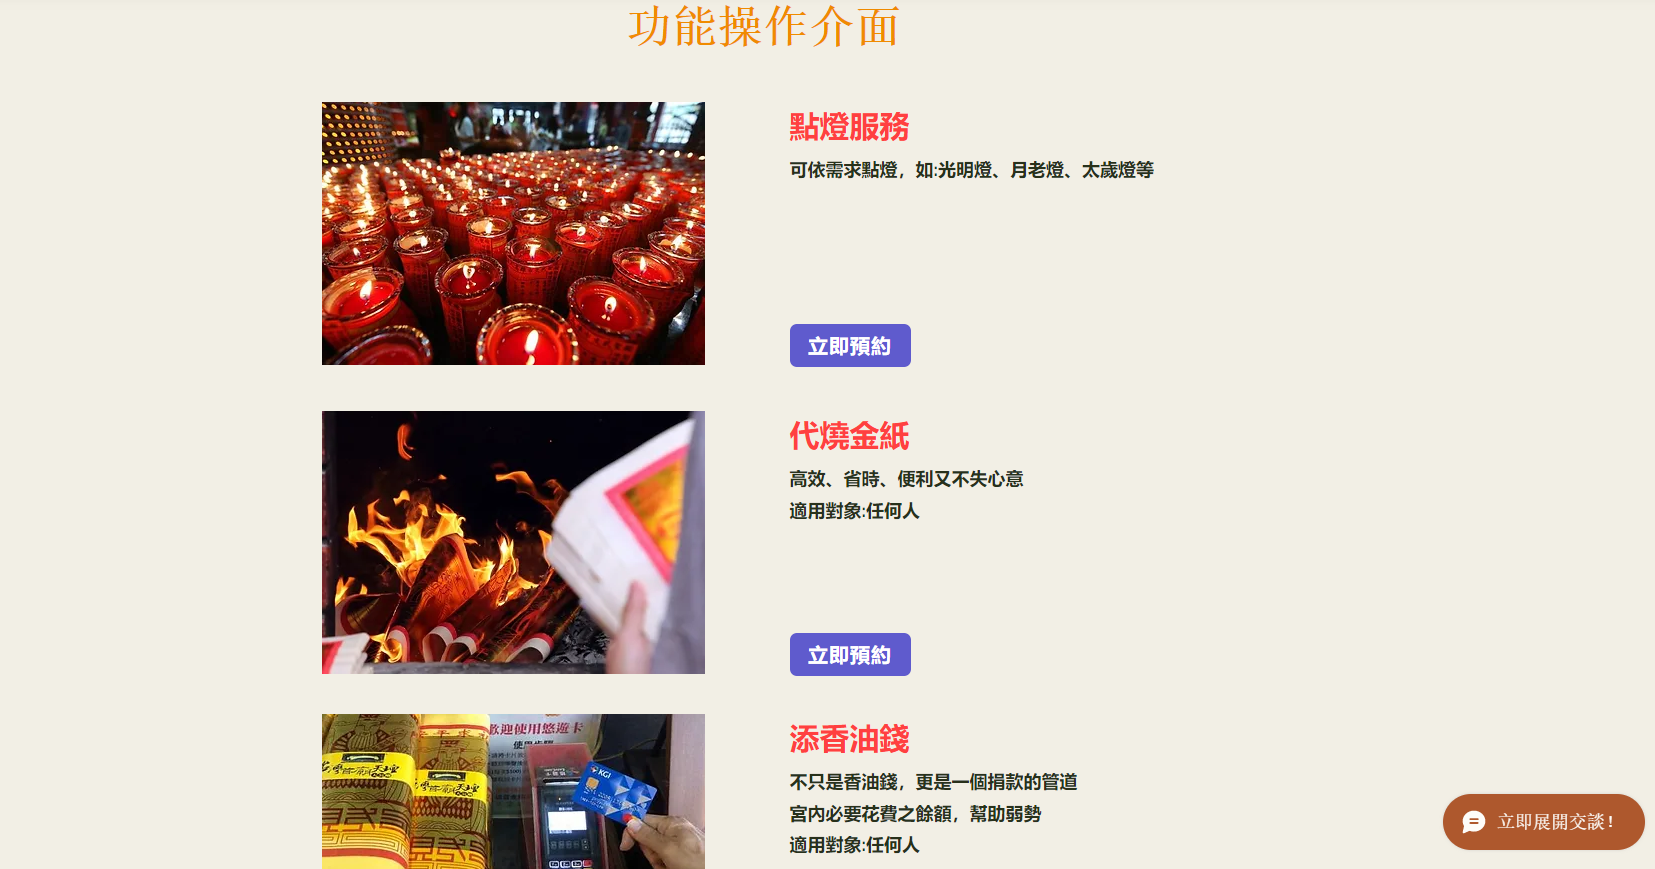 功能操作介面
點燈服務
可依需求點燈，如:光明燈、月老燈、太歲燈等
立即預約
代燒金紙
高效、省時、便利又不失心意
適用對象:任何人
立即預約
歡迎使用悠遊卡
KGI
添香油錢
不只是香油錢，更是一個捐款的管道
宮內必要花費之餘額，幫助弱勢
適用對象:任何人
立即展開交談！